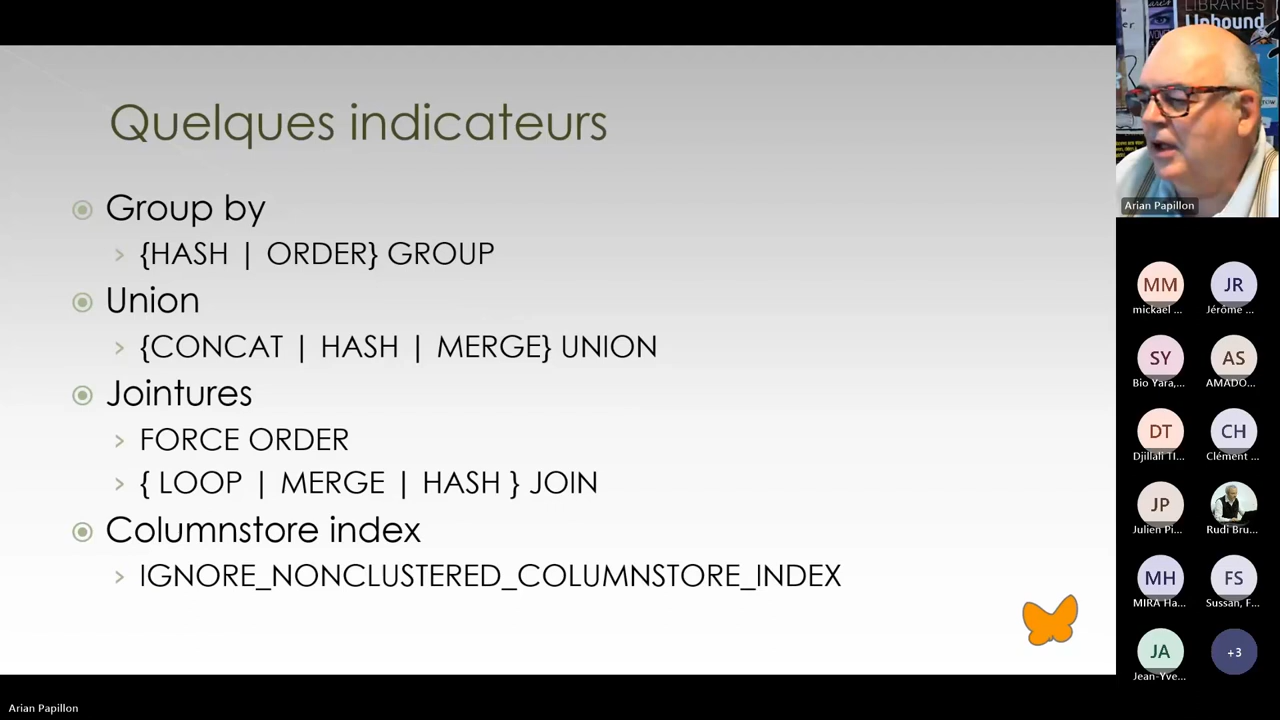 Quelques indicateurs
Group by
{HASH | ORDER} GROUP
Union
{CONCAT | HASH | MERGE} UNION
Jointures
FORCE ORDER
{ LOOP | MERGE | HASH } JOIN
Columnstore index
IGNORE_NONCLUSTERED_COLUMNSTORE_INDEX
LIBRARIES
Unbound
Arian Papillon
MM
JR
mickael ...
Jérôme ...
SY
AS
Bio Yara,...
AMADO...
DT
CH
Djillali TI...
Clément ...
JP
Julien Pi...
Rudi Bru...
MH
FS
MIRA Ha...
Sussan, F...
JA
+3
Jean-Yve...
Arian Papillon